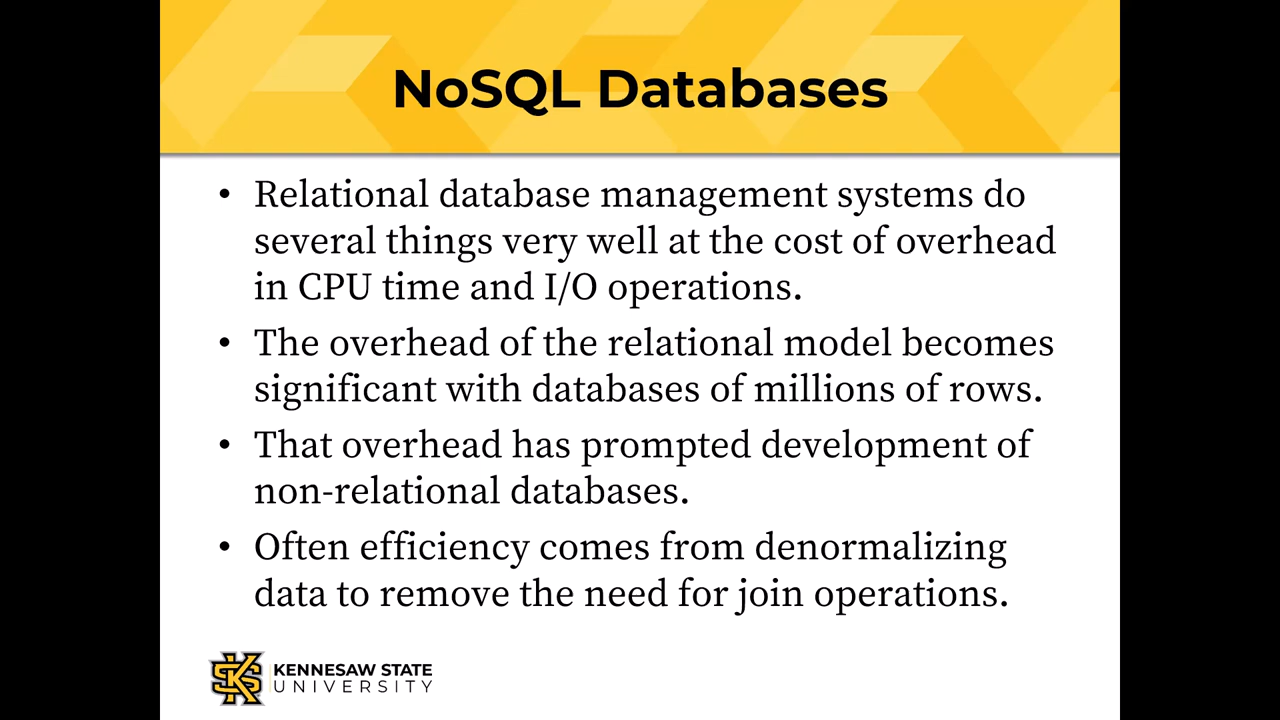 NoSQL Databases
• Relational database management systems do
several things very well at the cost of overhead
in CPU time and I/O operations.
• The overhead of the relational model becomes
significant with databases of millions of rows.
• That overhead has prompted development of
non-relational databases.
• Often efficiency comes from denormalizing
data to remove the need for join operations.
KENNESAW STATE
UNIVERSITY